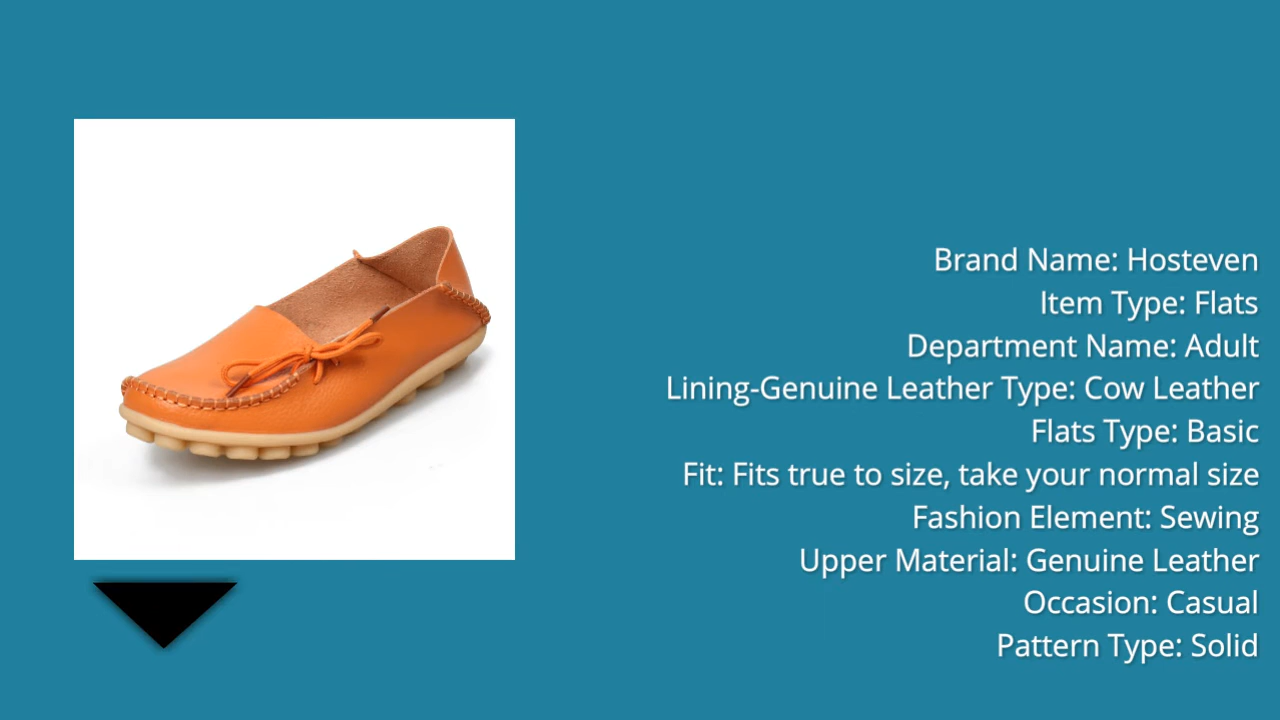 Brand Name: Hosteven
Item Type: Flats
Department Name: Adult
Lining-Genuine Leather Type: Cow Leather
Flats Type: Basic
Fit: Fits true to size, take your normal size
Fashion Element: Sewing
Upper Material: Genuine Leather
Occasion: Casual
Pattern Type: Solid